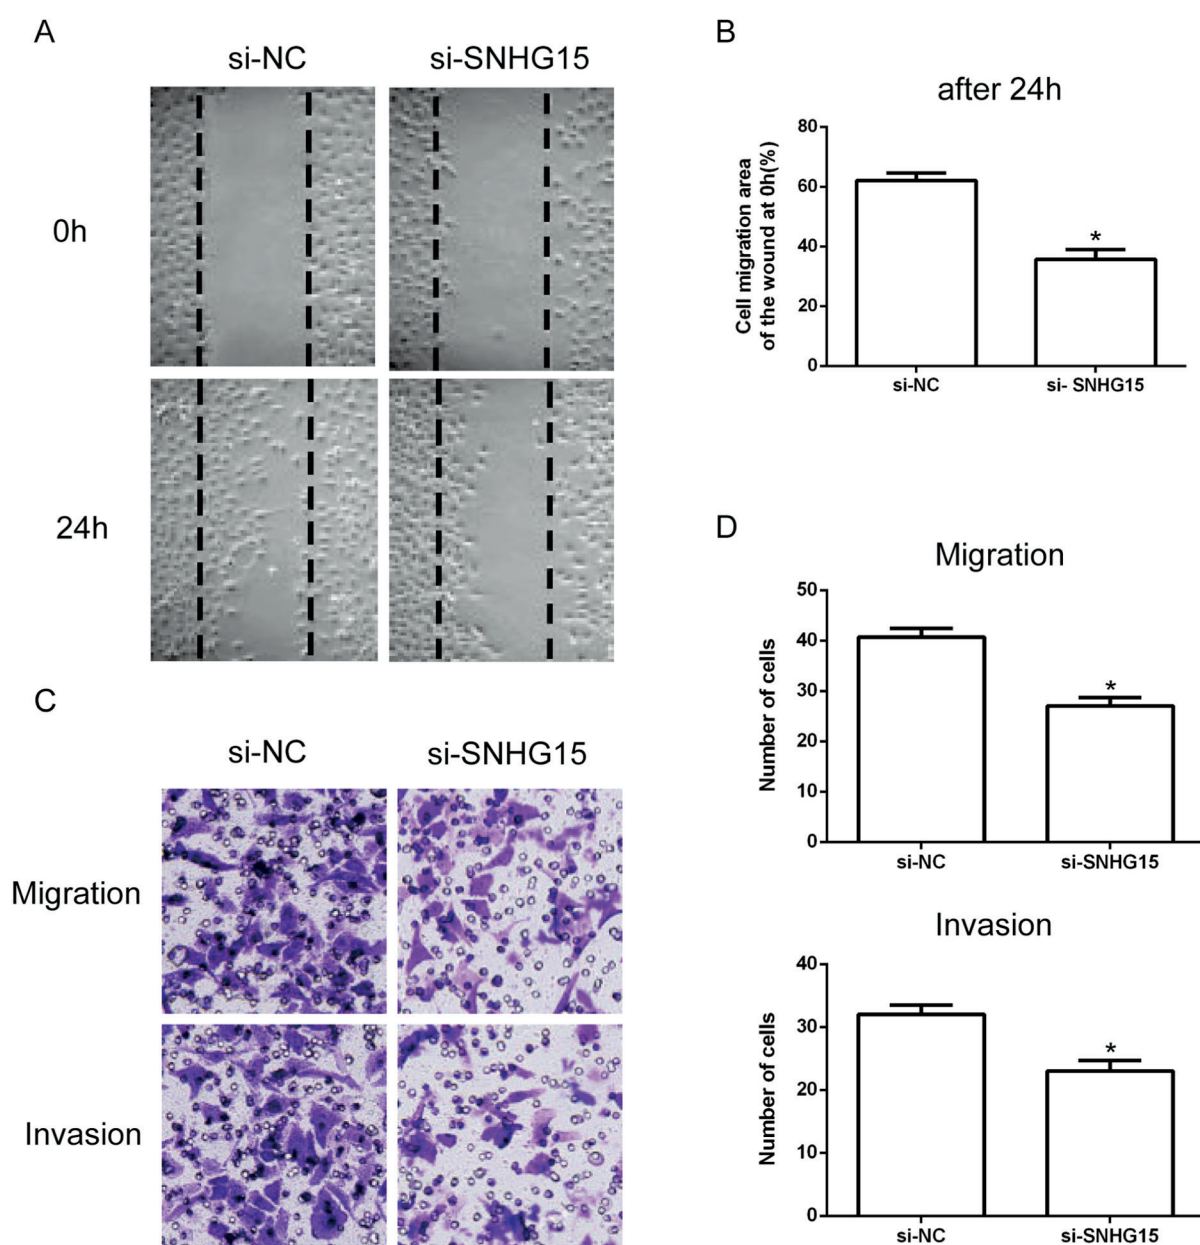 A
si-NC si-SNHG15
0h
24h
B
after 24h
Cell migration area
of the wound at 0h(%)
80
60
40
20
0
si-NC si- SNHG15
*
C
si-NC si-SNHG15
Migration
Invasion
D
Migration
Number of cells
50
40
30
20
10
0
*
si-NC si-SNHG15
Invasion
Number of cells
40
30
20
10
0
*
si-NC si-SNHG15